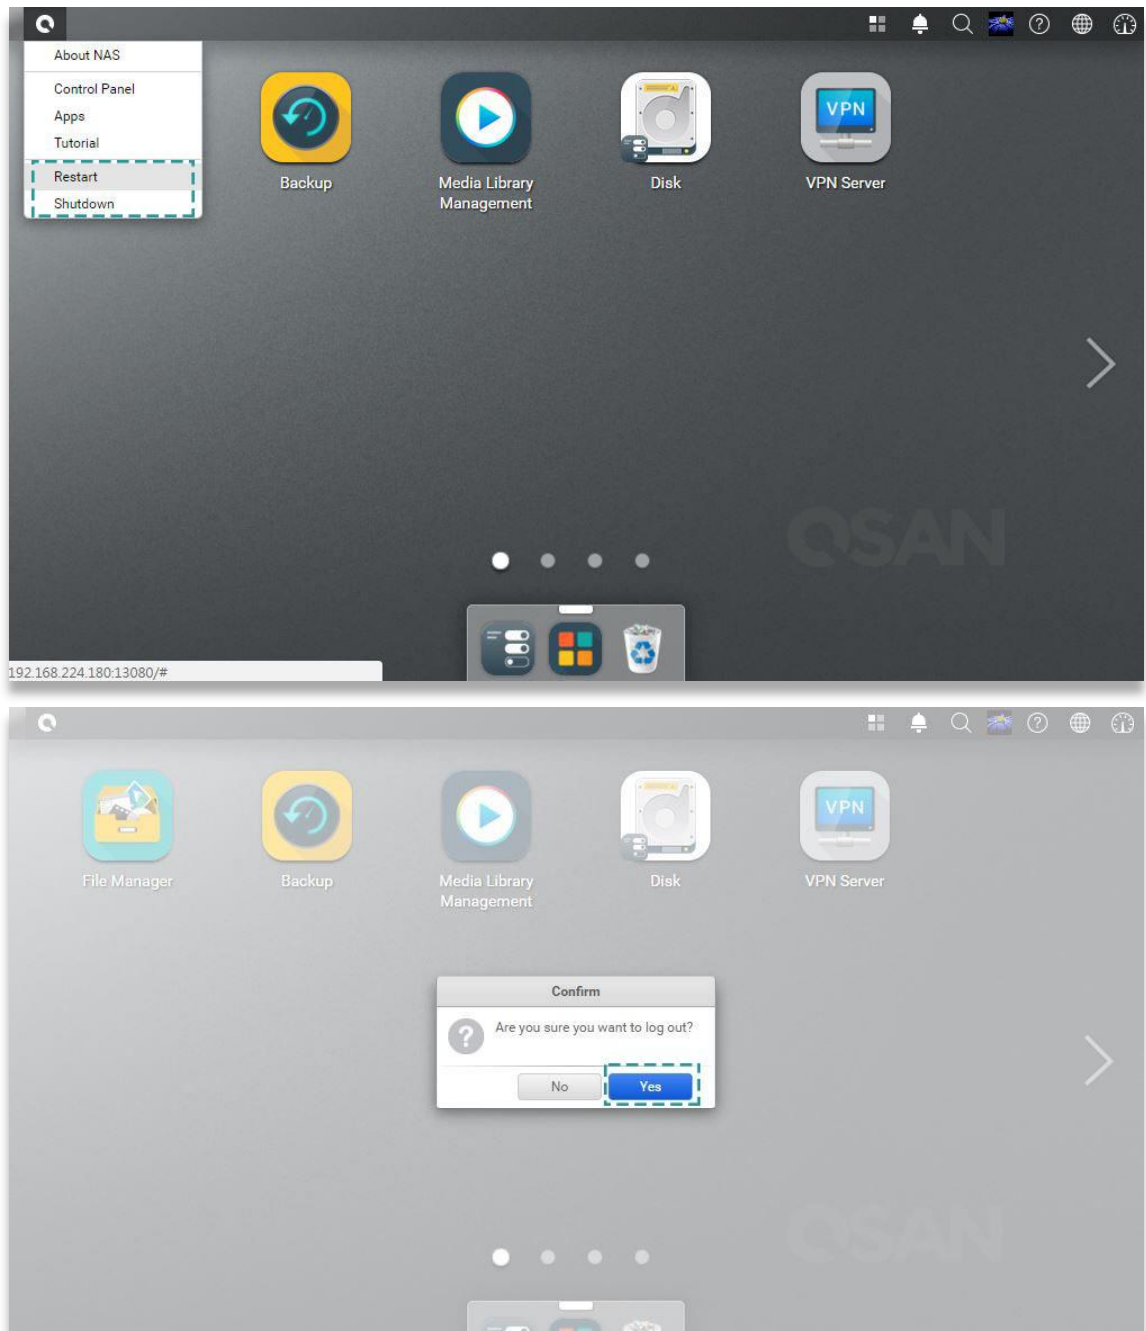 About NAS
Control Panel
Apps
Tutorial
Restart
Shutdown
Backup
Media Library
Management
Disk
VPN
VPN Server
QSAN
192.168.224.180:13080/#
File Manager
Backup
Media Library
Management
Disk
VPN
VPN Server
Confirm
Are you sure you want to log out?
No
Yes
QSAN